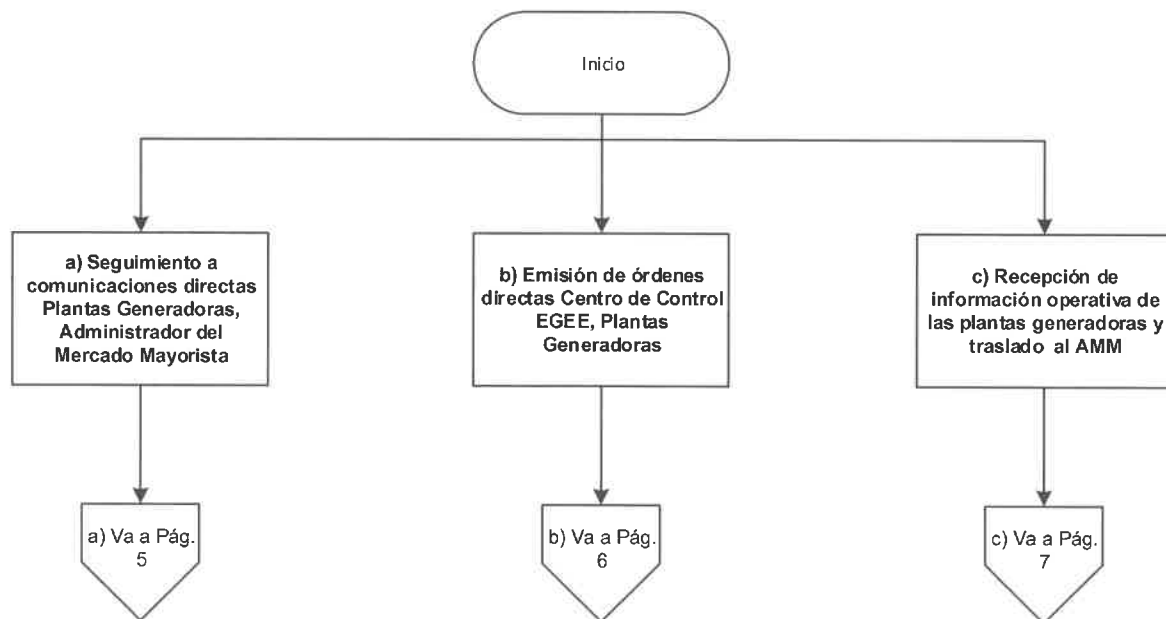 Inicio
a) Seguimiento a
comunicaciones directas
Plantas Generadoras,
Administrador del
Mercado Mayorista
b) Emisión de órdenes
directas Centro de Control
EGEE, Plantas
Generadoras
c) Recepción de
información operativa de
las plantas generadoras y
traslado al AMM
a) Va a Pág.
5
b) Va a Pág.
6
c) Va a Pág.
7